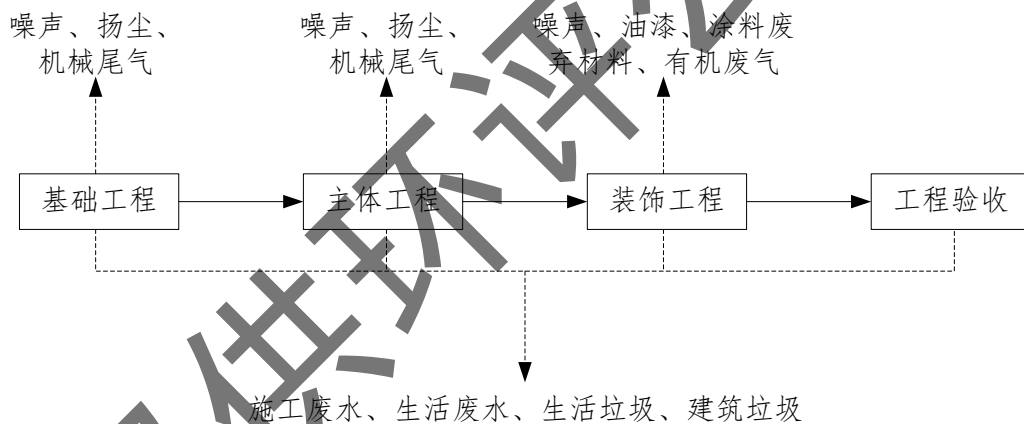 噪声、扬尘、
机械尾气
噪声、扬尘、
机械尾气
噪声、油漆、涂料废
弃材料、有机废气
基础工程
主体工程
装饰工程
工程验收
施工废水、生活废水、生活垃圾、建筑垃圾
供环评